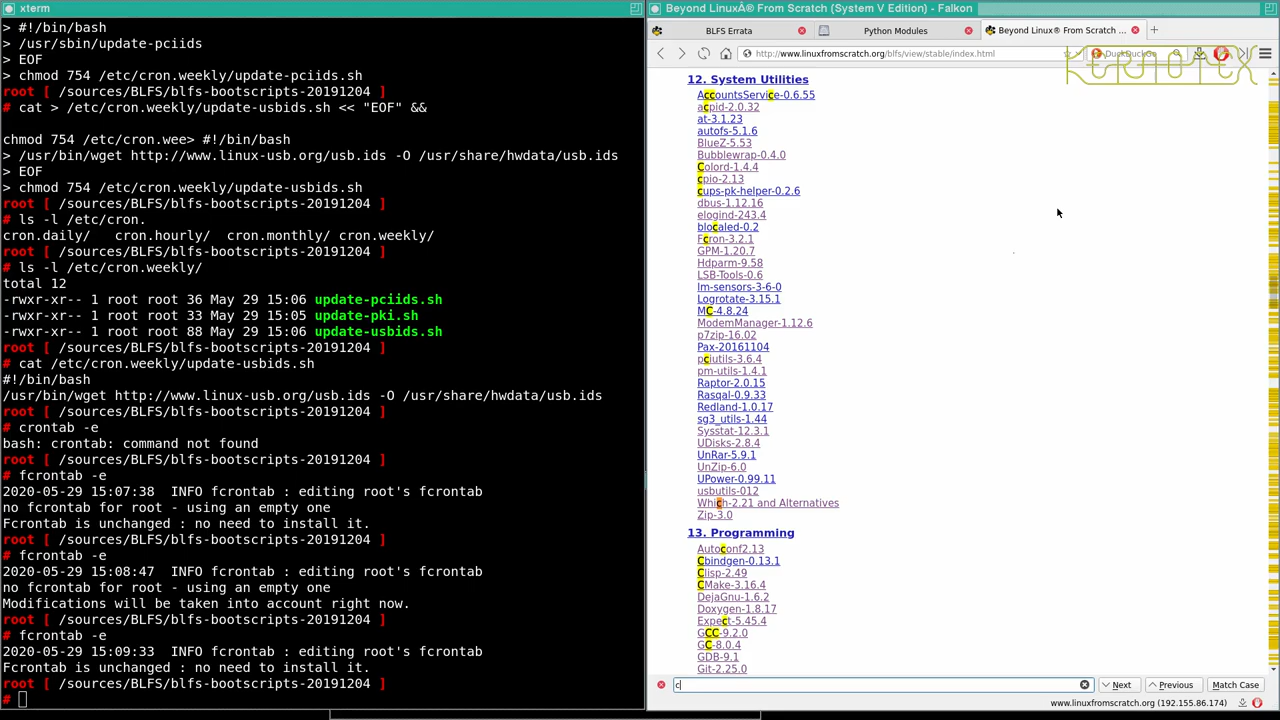 xterm
> #!/bin/bash
> /usr/sbin/update-pciids
> EOF
> chmod 754 /etc/cron.weekly/update-pciids.sh
root [ /sources/BLFS/blfs-bootscripts-20191204 ]
# cat > /etc/cron.weekly/update-usbids.sh << "EOF" &&
chmod 754 /etc/cron.wee> #!/bin/bash
> /usr/bin/wget http://www.linux-usb.org/usb.ids -O /usr/share/hwdata/usb.ids
> EOF
> chmod 754 /etc/cron.weekly/update-usbids.sh
root [ /sources/BLFS/blfs-bootscripts-20191204 ]
# ls -l /etc/cron.
cron.daily/   cron.hourly/  cron.monthly/ cron.weekly/
root [ /sources/BLFS/blfs-bootscripts-20191204 ]
# ls -l /etc/cron.weekly/
total 12
-rwxr-xr-- 1 root root 36 May 29 15:06 update-pciids.sh
-rwxr-xr-- 1 root root 33 May 29 15:05 update-pki.sh
-rwxr-xr-- 1 root root 88 May 29 15:06 update-usbids.sh
root [ /sources/BLFS/blfs-bootscripts-20191204 ]
# cat /etc/cron.weekly/update-usbids.sh
#!/bin/bash
/usr/bin/wget http://www.linux-usb.org/usb.ids -O /usr/share/hwdata/usb.ids
root [ /sources/BLFS/blfs-bootscripts-20191204 ]
# crontab -e
bash: crontab: command not found
root [ /sources/BLFS/blfs-bootscripts-20191204 ]
# fcrontab -e
2020-05-29 15:07:38  INFO fcrontab : editing root's fcrontab
no fcrontab for root - using an empty one
Fcrontab is unchanged : no need to install it.
root [ /sources/BLFS/blfs-bootscripts-20191204 ]
# fcrontab -e
2020-05-29 15:08:47  INFO fcrontab : editing root's fcrontab
no fcrontab for root - using an empty one
Modifications will be taken into account right now.
root [ /sources/BLFS/blfs-bootscripts-20191204 ]
# fcrontab -e
2020-05-29 15:09:33  INFO fcrontab : editing root's fcrontab
Fcrontab is unchanged : no need to install it.
root [ /sources/BLFS/blfs-bootscripts-20191204 ]
#
Beyond LinuxÂ® From Scratch (System V Edition) - Falkon
BLFS Errata
Python Modules
Beyond Linux® From Scratch ...
http://www.linuxfromscratch.org/blfs/view/stable/index.html
DuckDuckGo
KERNOTEX
12. System Utilities
AccountsService-0.6.55
acpid-2.0.32
at-3.1.23
autofs-5.1.6
BlueZ-5.53
Bubblewrap-0.4.0
Colord-1.4.4
cpio-2.13
cups-pk-helper-0.2.6
dbus-1.12.16
elogind-243.4
blocaled-0.2
Fcron-3.2.1
GPM-1.20.7
Hdparm-9.58
LSB-Tools-0.6
lm-sensors-3-6-0
Logrotate-3.15.1
MC-4.8.24
ModemManager-1.12.6
p7zip-16.02
Pax-20161104
pciutils-3.6.4
pm-utils-1.4.1
Raptor-2.0.15
Rasqal-0.9.33
Redland-1.0.17
sg3_utils-1.44
Sysstat-12.3.1
UDisks-2.8.4
UnRar-5.9.1
UnZip-6.0
UPower-0.99.11
usbutils-012
Which-2.21 and Alternatives
Zip-3.0
13. Programming
Autoconf2.13
Cbindgen-0.13.1
Clisp-2.49
CMake-3.16.4
DejaGnu-1.6.2
Doxygen-1.8.17
Expect-5.45.4
GCC-9.2.0
GC-8.0.4
GDB-9.1
Git-2.25.0
c
Next
Previous
Match Case
www.linuxfromscratch.org (192.155.86.174)